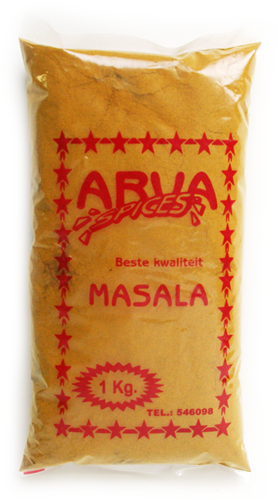 ARUA
SPICES
Beste kwaliteit
MASALA
1 Kg.
TEL.: 546098